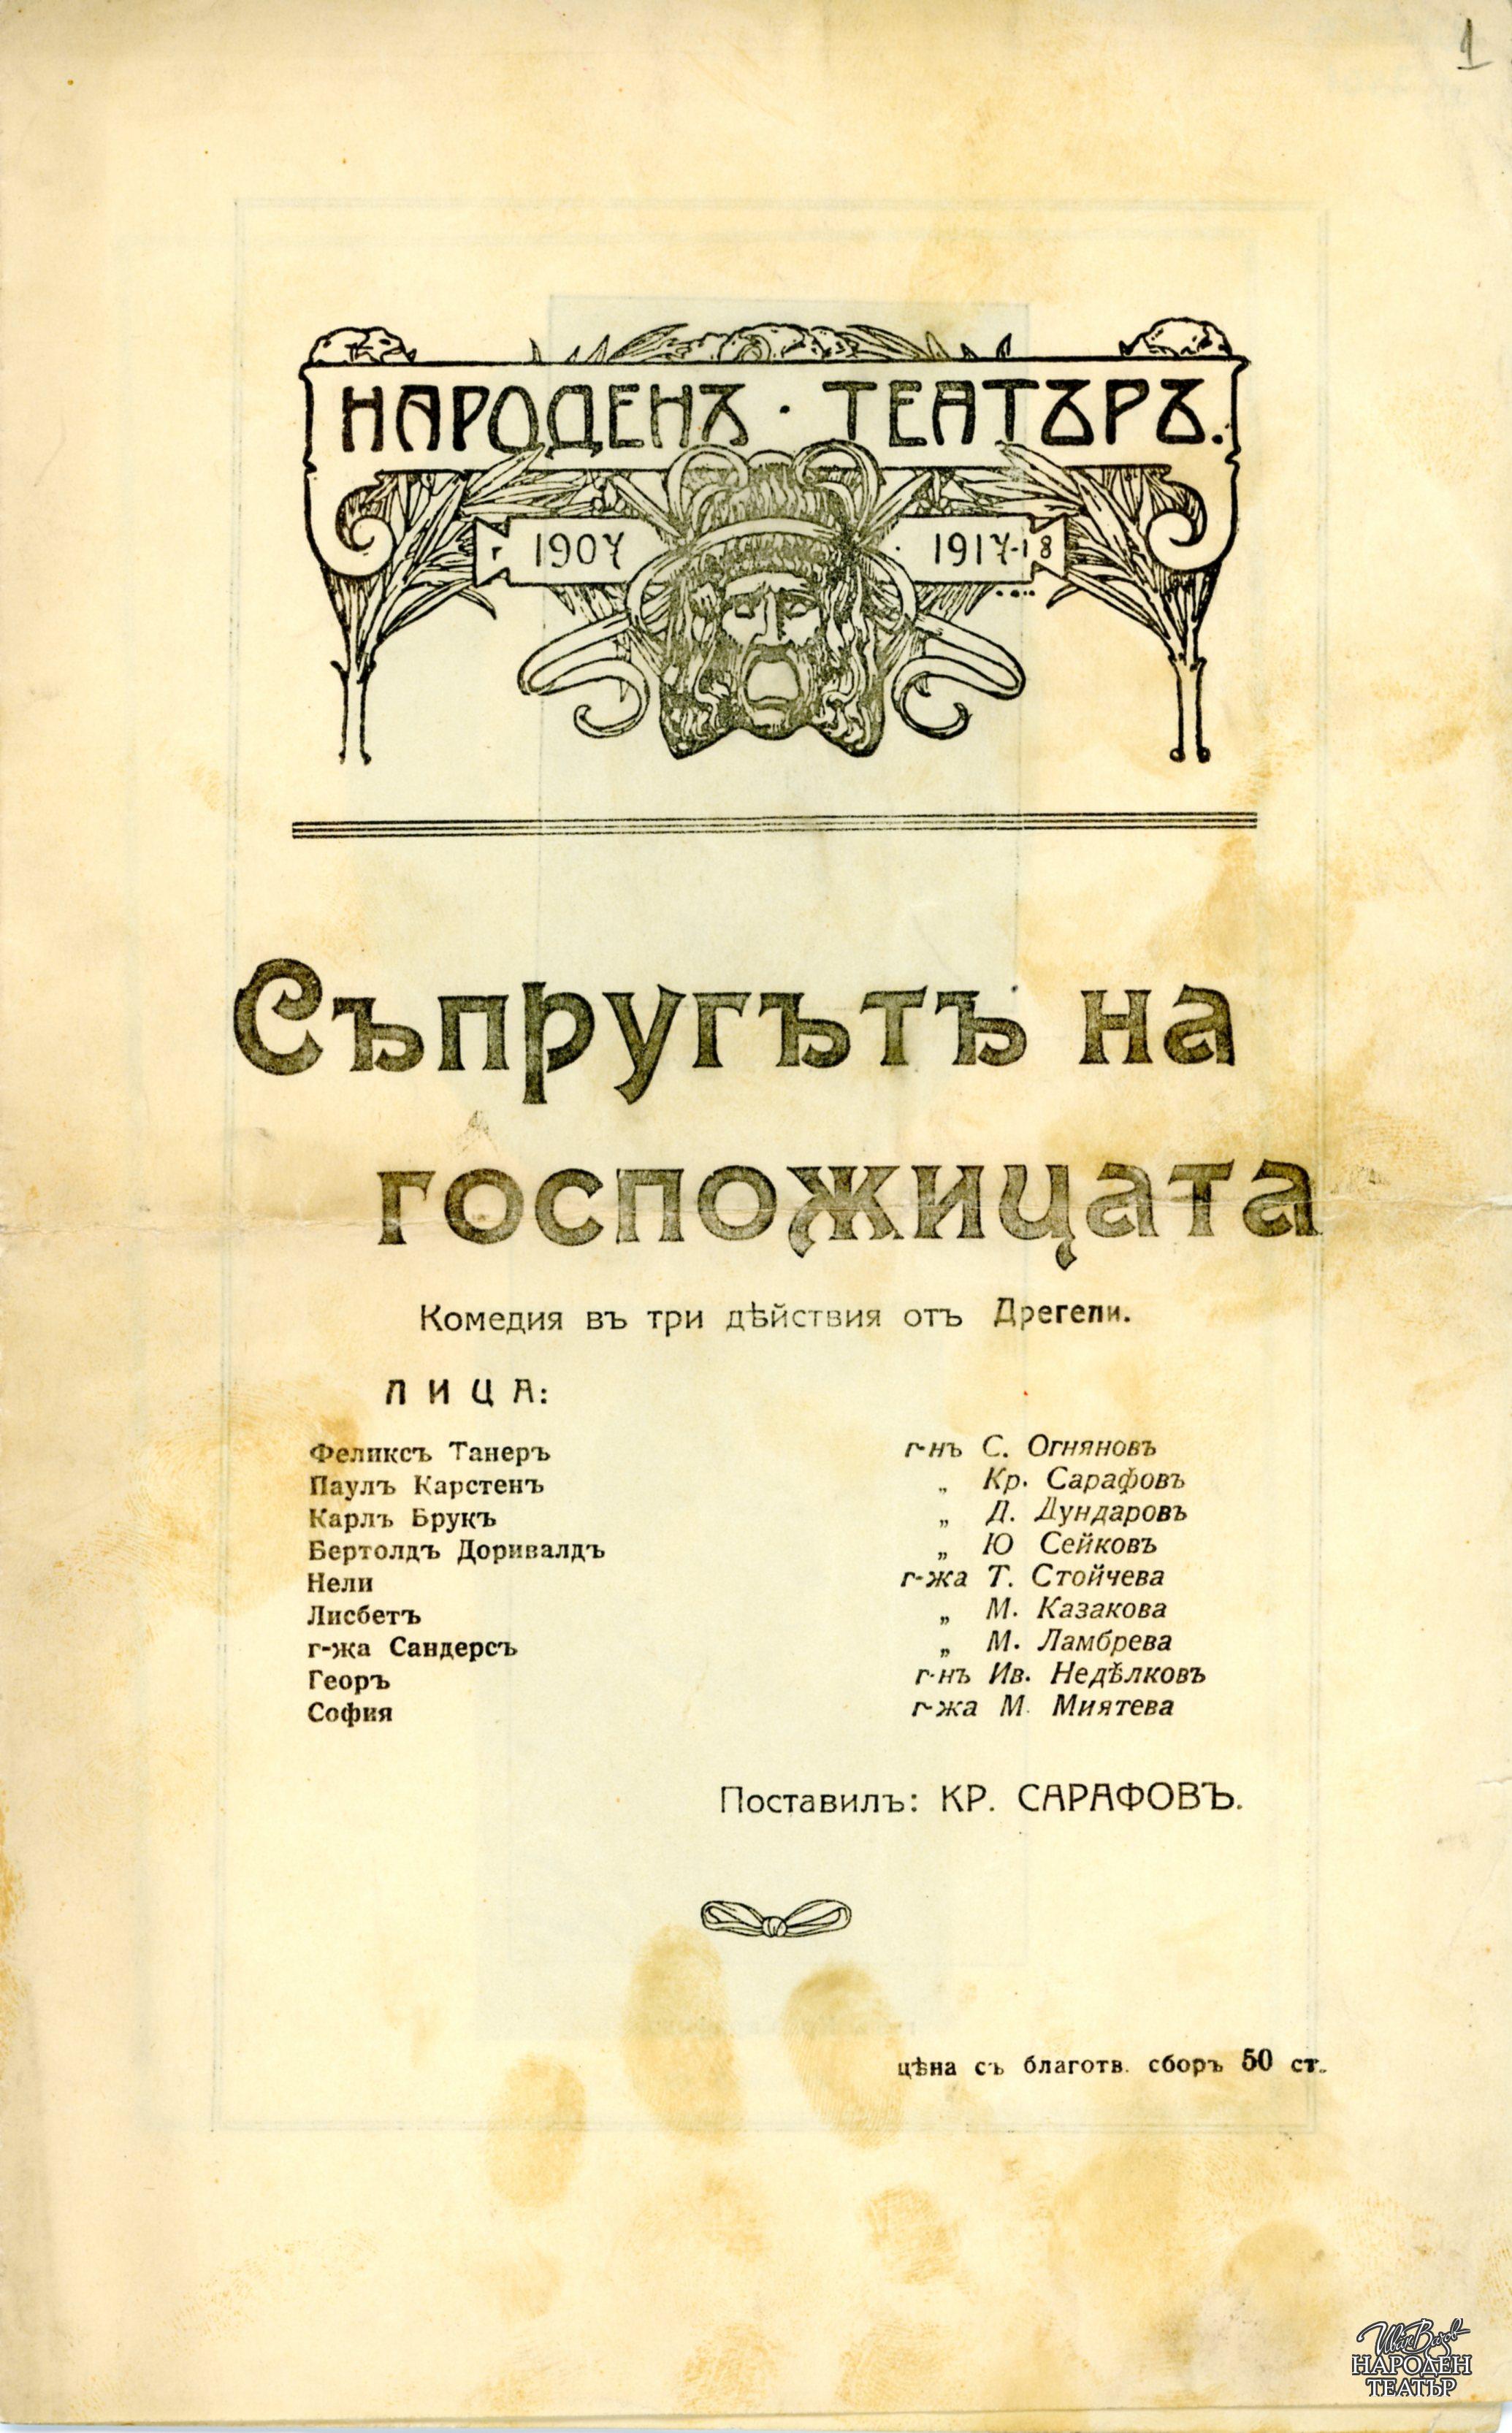 1
НАРОДЕНЪ · ТЕАТЪРЪ.
г 1907 · 1917-18
Съпругътъ на
госпожицата
Комедия въ три дѣйствия отъ Дрегели.
ЛИЦА:
Феликсъ Танеръ г-нъ С. Огняновъ
Паулъ Карстенъ „ Кр. Сарафовъ
Карлъ Брукъ „ Д. Дундаровъ
Бертолдъ Доривалдъ „ Ю Сейковъ
Нели г-жа Т. Стойчева
Лисбетъ „ М. Казакова
г-жа Сандерсъ „ М. Ламбрева
Георъ г-нъ Ив. Недѣлковъ
София г-жа М. Миятева
Поставилъ: КР. САРАФОВЪ.
цѣна съ благотв. сборъ 50 ст.
Иван Вазов
НАРОДЕН
ТЕАТЪР